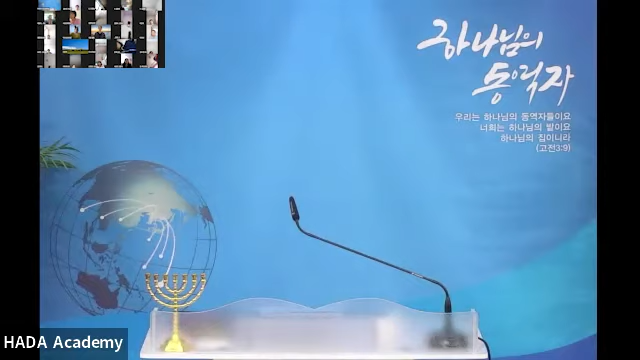 하나님의
동역자
우리는 하나님의 동역자들이요
너희는 하나님의 밭이요
하나님의 집이니라
(고전3:9)
HADA Academy